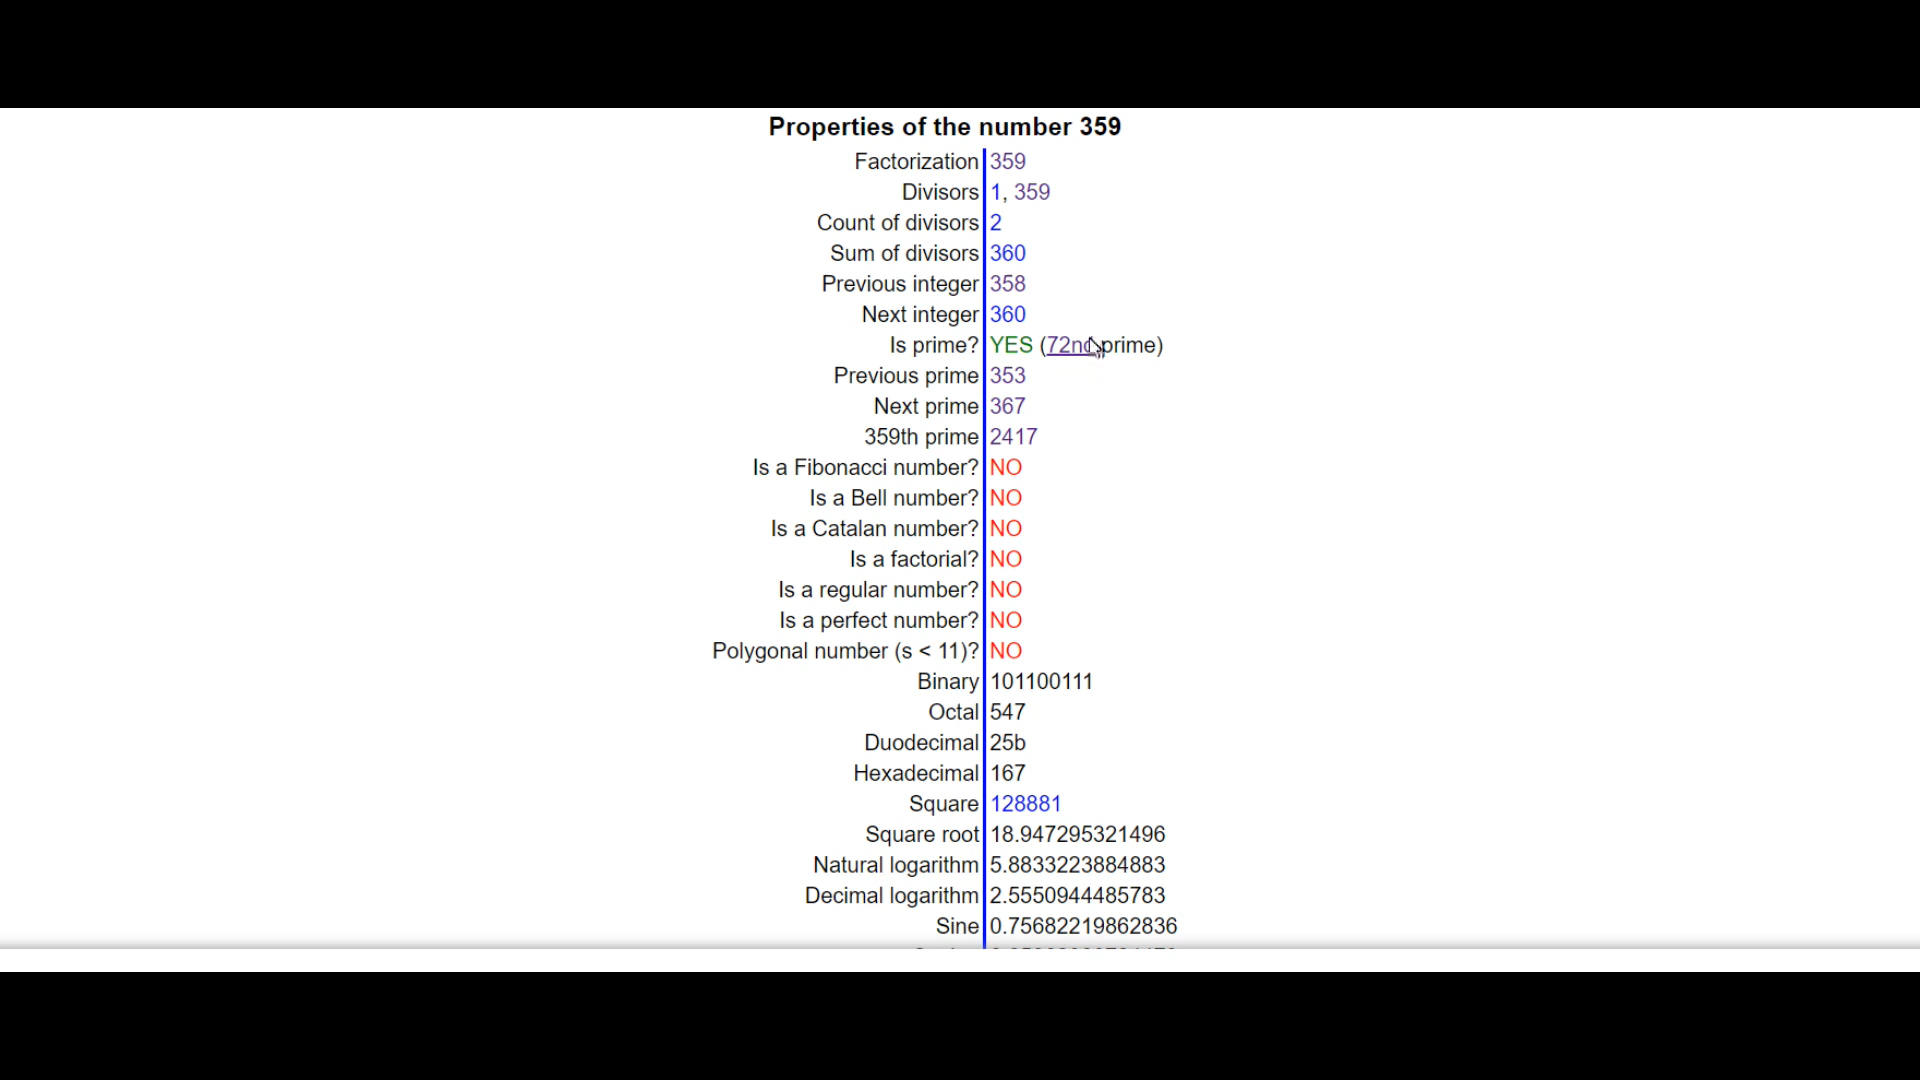 Properties of the number 359
Factorization 359
Divisors 1, 359
Count of divisors 2
Sum of divisors 360
Previous integer 358
Next integer 360
Is prime? YES (72nd prime)
Previous prime 353
Next prime 367
359th prime 2417
Is a Fibonacci number? NO
Is a Bell number? NO
Is a Catalan number? NO
Is a factorial? NO
Is a regular number? NO
Is a perfect number? NO
Polygonal number (s < 11)? NO
Binary 101100111
Octal 547
Duodecimal 25b
Hexadecimal 167
Square 128881
Square root 18.947295321496
Natural logarithm 5.8833223884883
Decimal logarithm 2.5550944485783
Sine 0.75682219862836